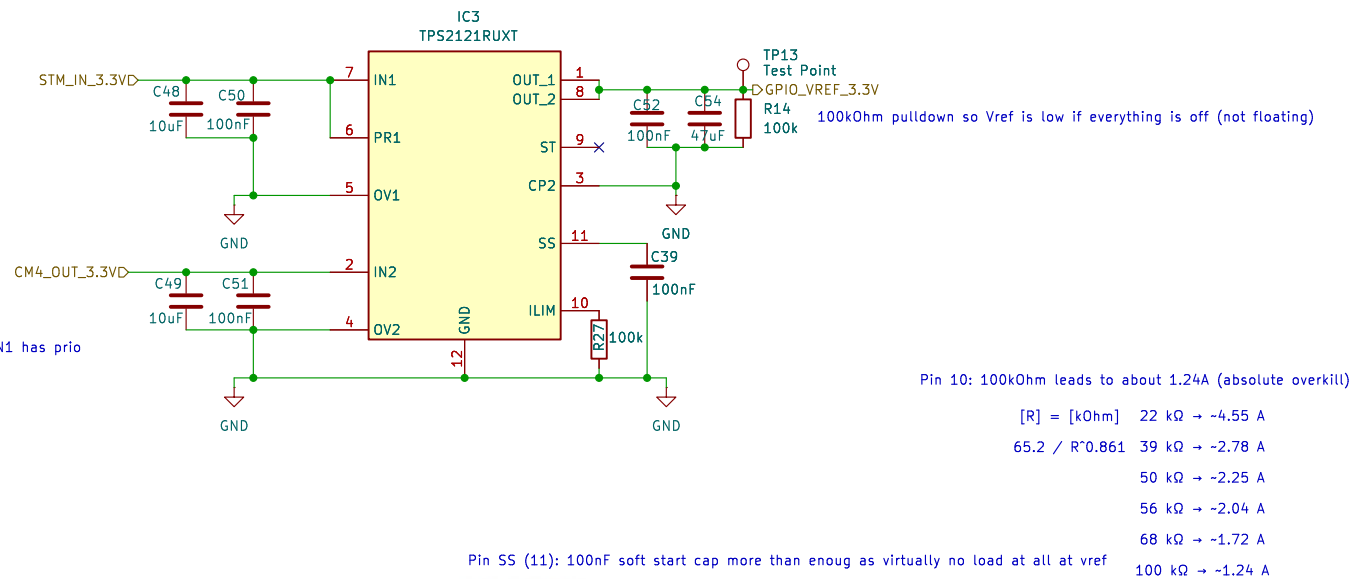 IC3
TPS2121RUXT
STM_IN_3.3V
C48
10uF
C50
100nF
7
IN1
6
PR1
5
OV1
GND
CM4_OUT_3.3V
C49
10uF
C51
100nF
2
IN2
4
OV2
N1 has prio
GND
GND
12
OUT_1
1
OUT_2
8
ST
9
CP2
3
SS
11
ILIM
10
C52
100nF
C54
47uF
TP13
Test Point
GPIO_VREF_3.3V
R14
100k
100kOhm pulldown so Vref is low if everything is off (not floating)
GND
C39
100nF
R27
100k
GND
Pin 10: 100kOhm leads to about 1.24A (absolute overkill)
[R] = [kOhm]
65.2 / R^0.861
22 kΩ → ~4.55 A
39 kΩ → ~2.78 A
50 kΩ → ~2.25 A
56 kΩ → ~2.04 A
68 kΩ → ~1.72 A
100 kΩ → ~1.24 A
Pin SS (11): 100nF soft start cap more than enoug as virtually no load at all at vref